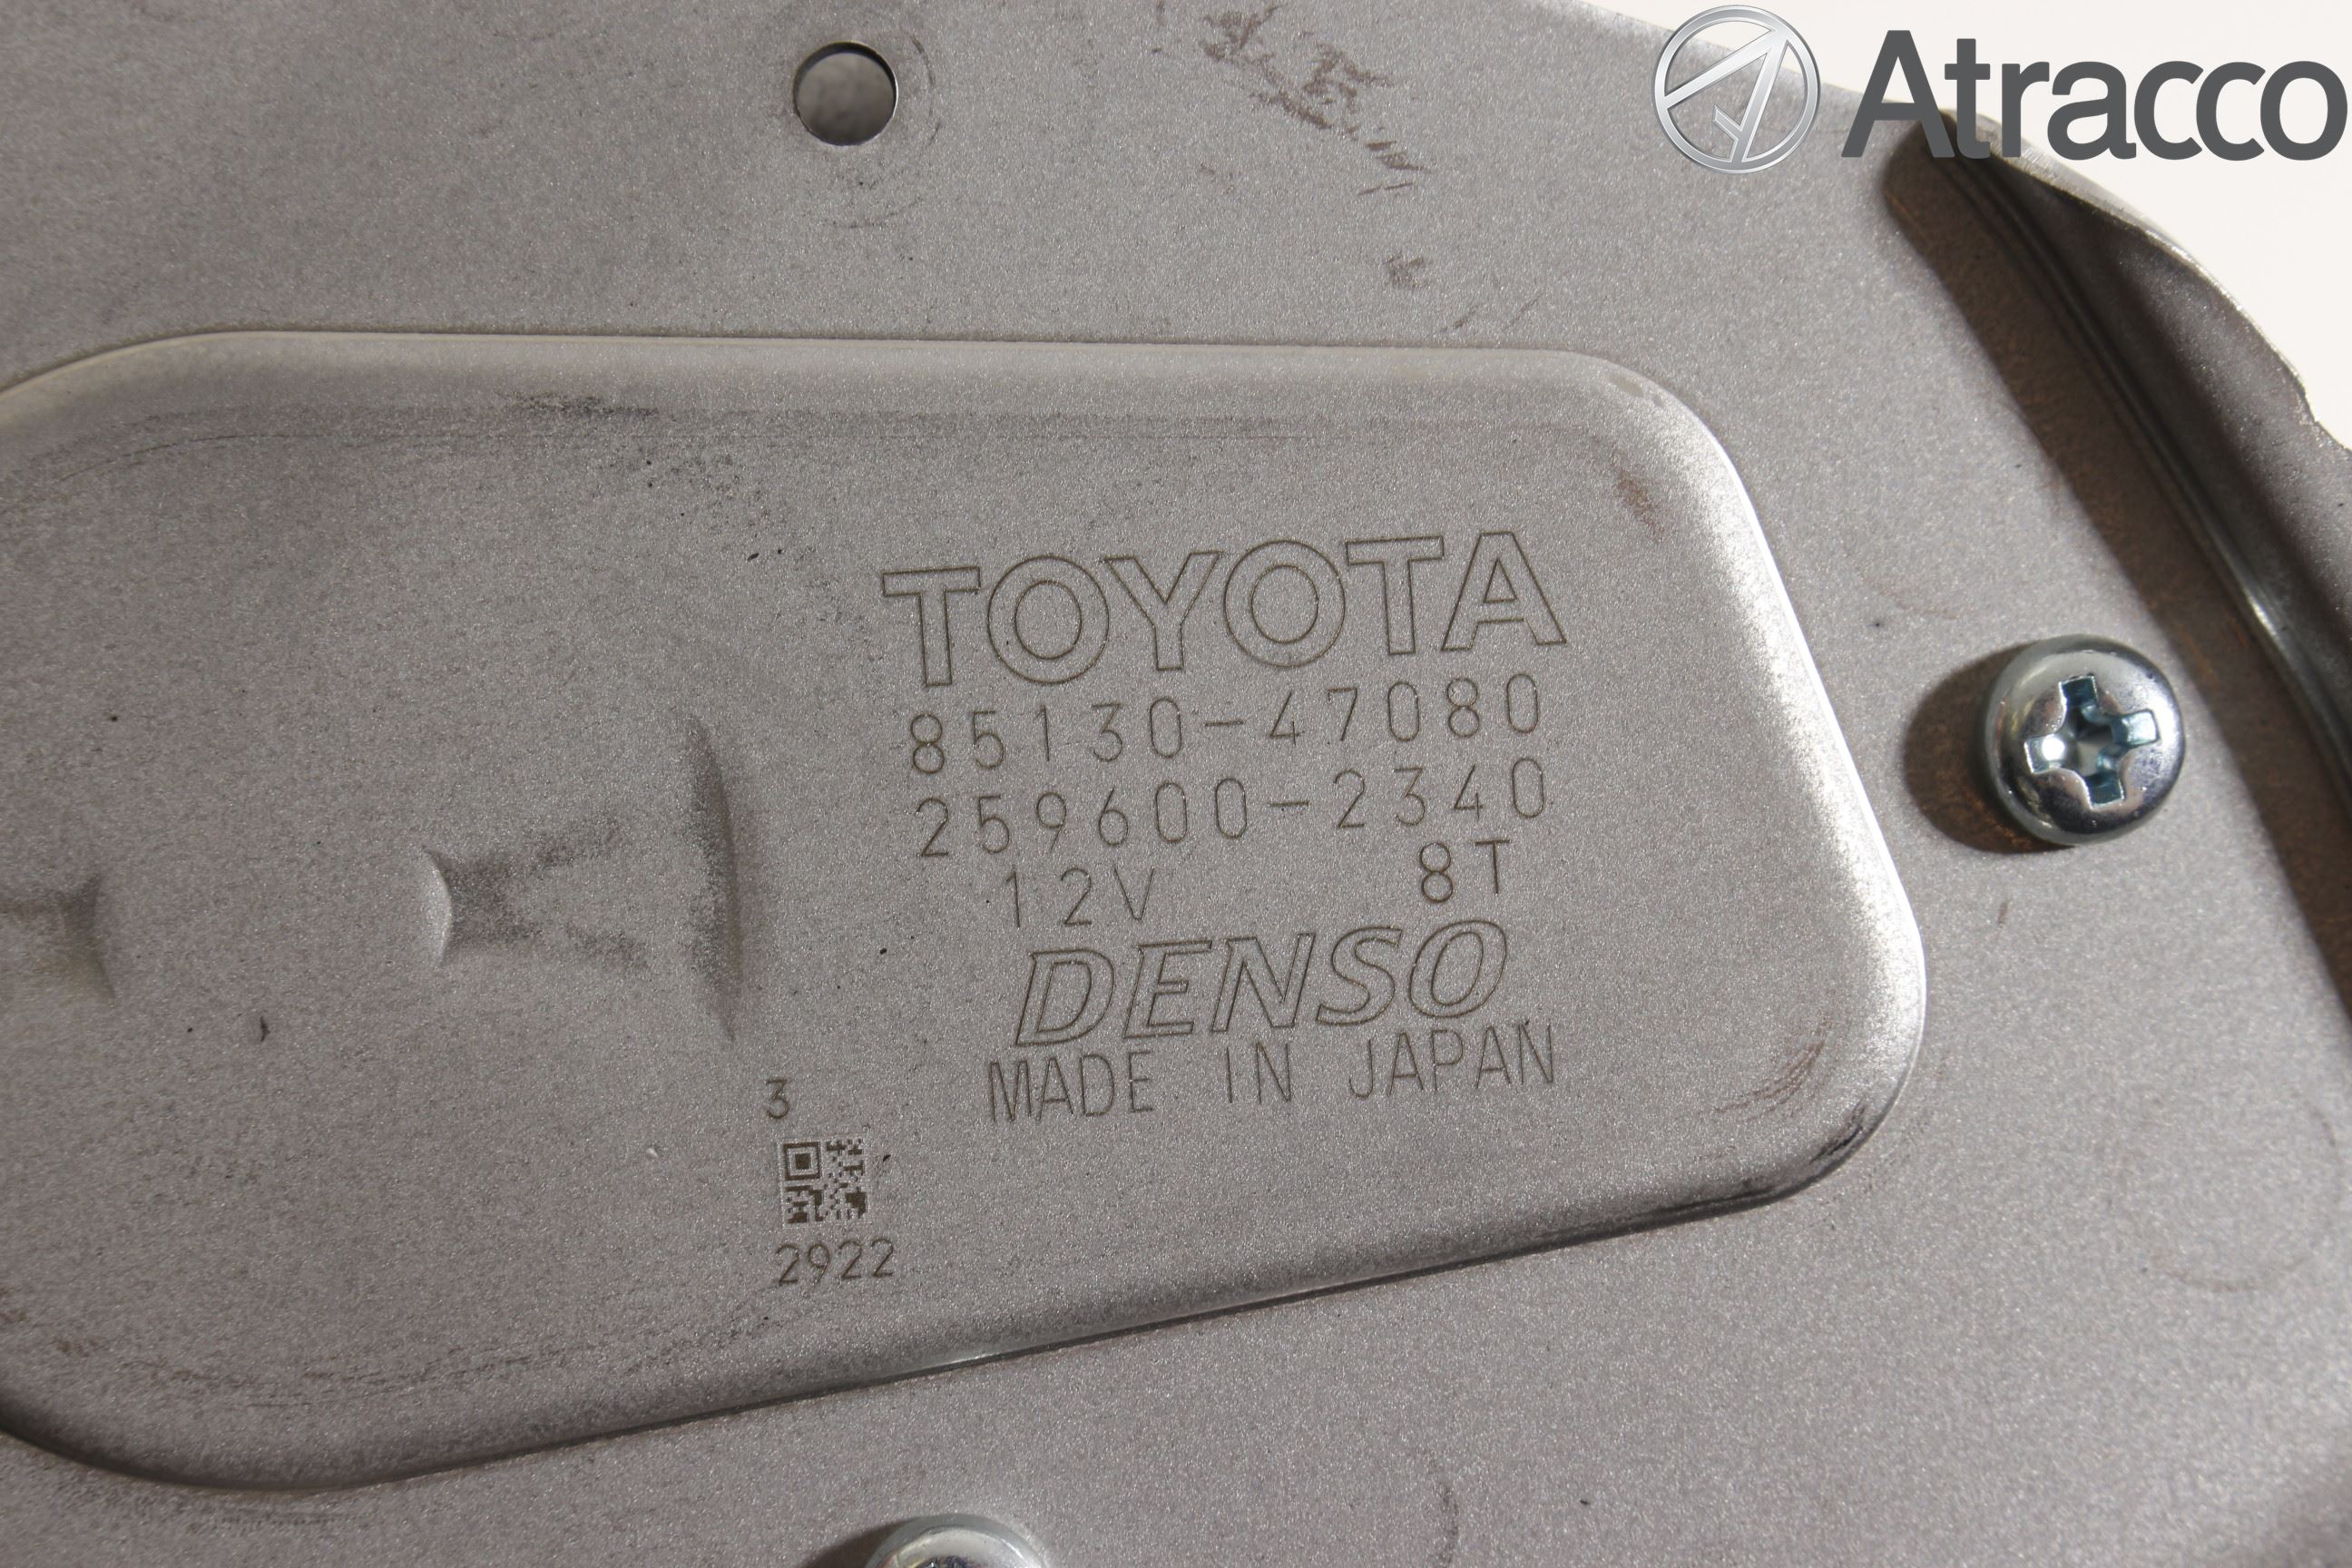 Atracco
TOYOTA
85130-47080
259600-2340
12V 8T
DENSO
MADE IN JAPAN
3
2922